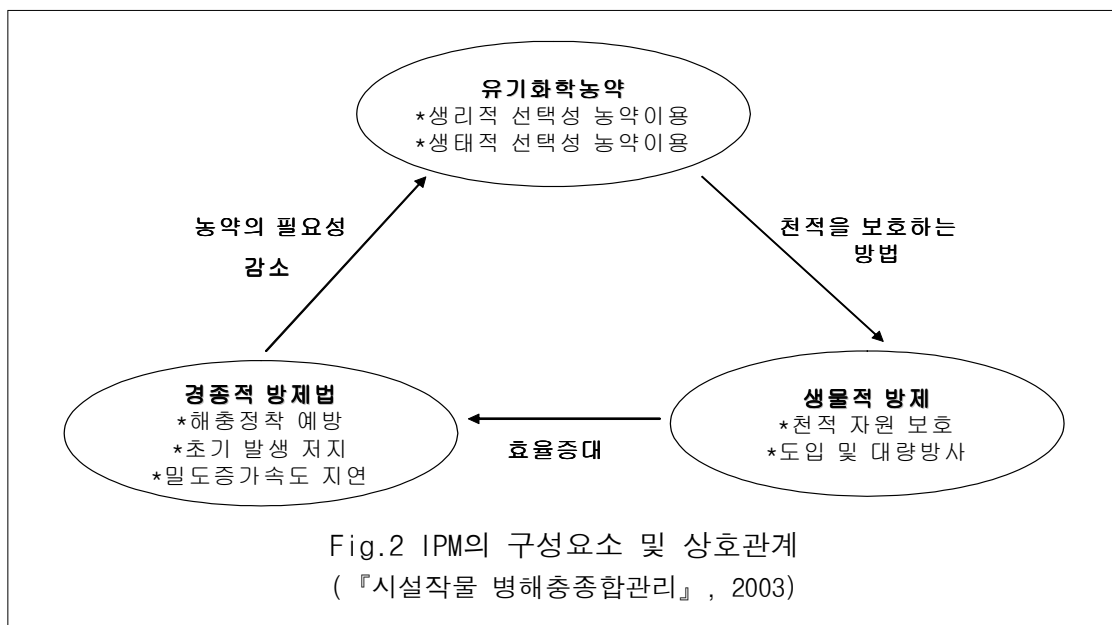 유기화학농약
*생리적 선택성 농약이용
*생태적 선택성 농약이용
농약의 필요성
감소
천적을 보호하는
방법
경종적 방제법
*해충정착 예방
*초기 발생 저지
*밀도증가속도 지연
효율증대
생물적 방제
*천적 자원 보호
*도입 및 대량방사
Fig.2 IPM의 구성요소 및 상호관계
(『시설작물 병해충종합관리』, 2003)